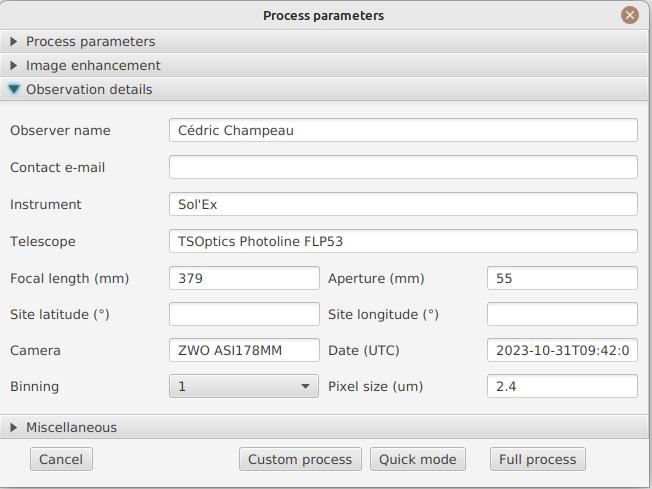 Process parameters
Process parameters
Image enhancement
Observation details
Observer name Cédric Champeau
Contact e-mail
Instrument Sol'Ex
Telescope TSOptics Photoline FLP53
Focal length (mm) 379 Aperture (mm) 55
Site latitude (°) Site longitude (°)
Camera ZWO ASI178MM Date (UTC) 2023-10-31T09:42:0
Binning 1 Pixel size (um) 2.4
Miscellaneous
Cancel Custom process Quick mode Full process